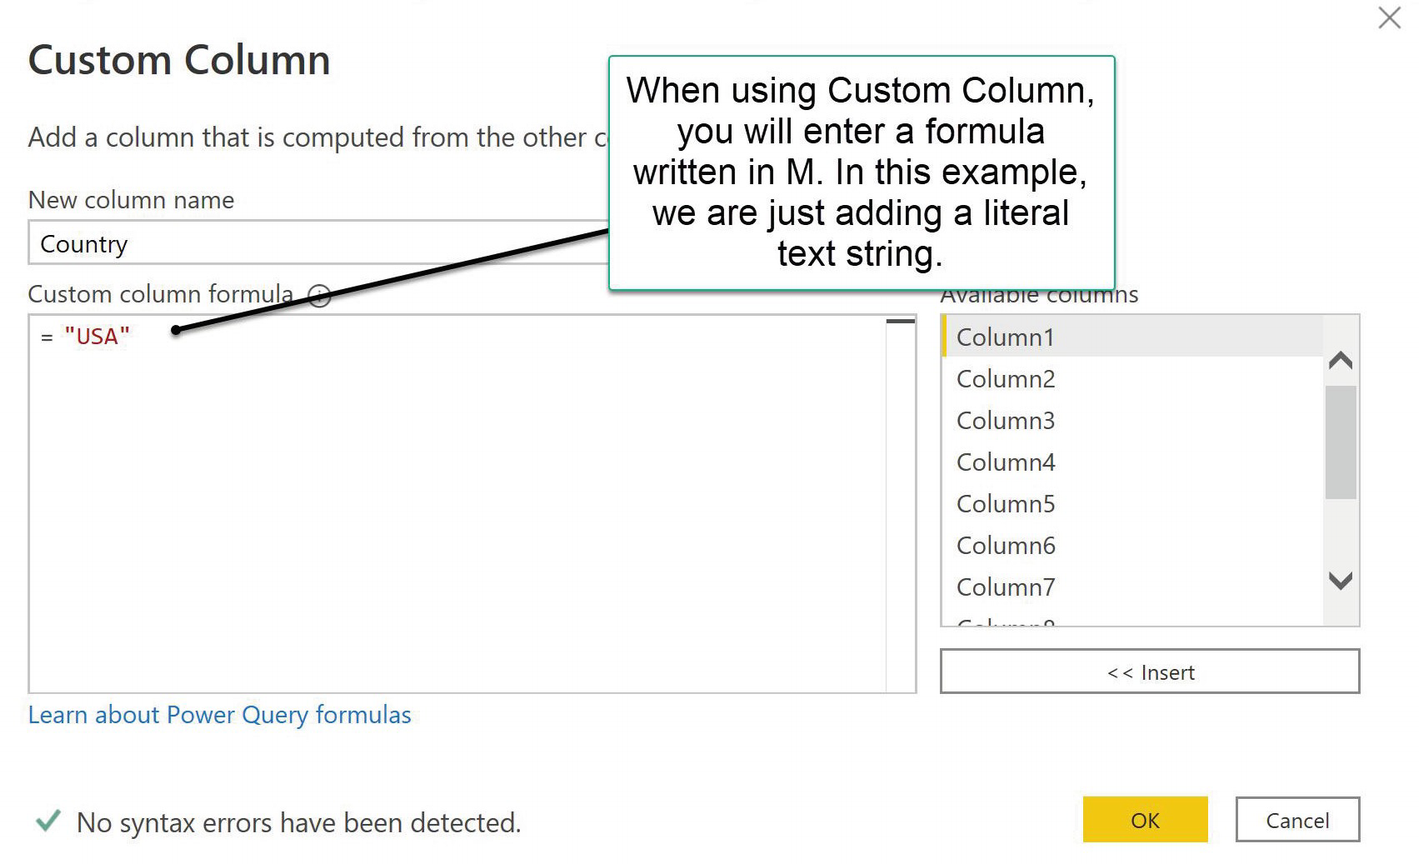 Custom Column
When using Custom Column,
you will enter a formula
written in M. In this example,
we are just adding a literal
text string.
Add a column that is computed from the other
New column name
Country
Custom column formula
= "USA"
Available columns
Column1
Column2
Column3
Column4
Column5
Column6
Column7
Column8
<< Insert
Learn about Power Query formulas
No syntax errors have been detected.
OK
Cancel